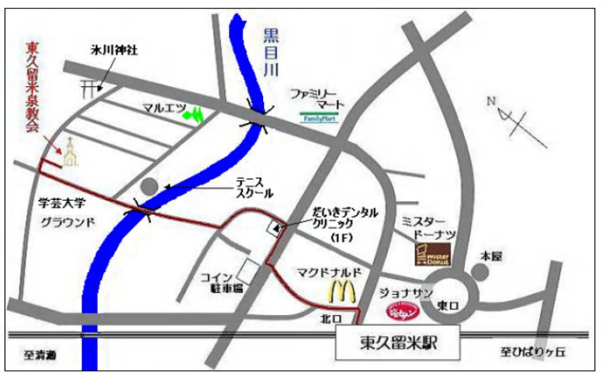 氷川神社
東久留米泉教会
黒目川
マルエツ
ファミリー
マート
FamilyMart
N
テニス
スクール
学芸大学
グラウンド
だいきデンタル
クリニック
(1F)
ミスター
ドーナツ
mister
Donut
本屋
コイン
駐車場
マクドナルド
ジョナサン
北口
東口
東久留米駅
至清瀬
至ひばりヶ丘